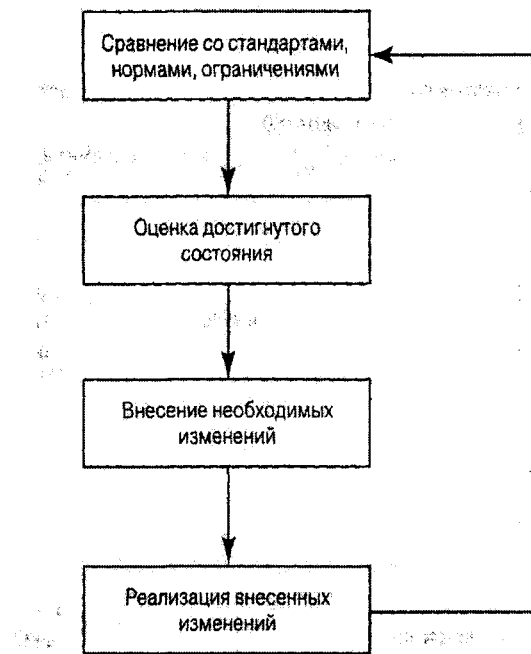 Сравнение со стандартами,
нормами, ограничениями
Оценка достигнутого
состояния
Внесение необходимых
изменений
Реализация внесенных
изменений